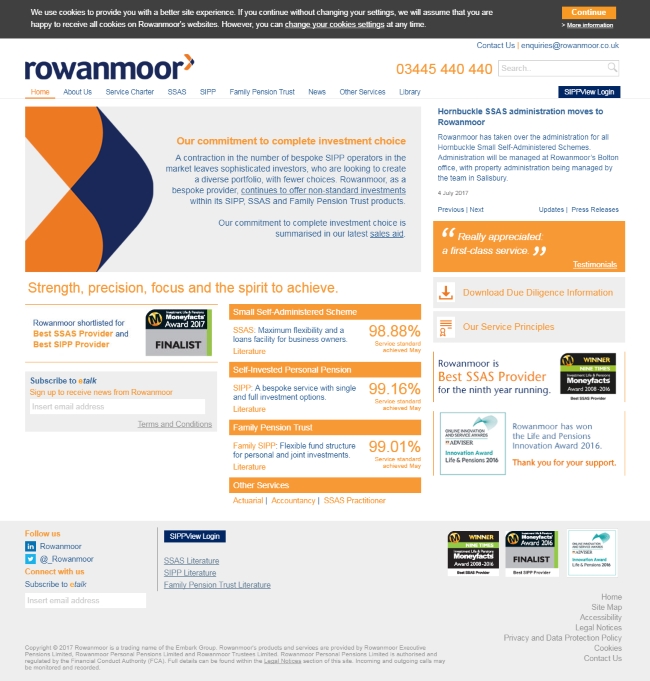 We use cookies to provide you with a better site experience. If you continue without changing your settings, we will assume that you are
happy to receive all cookies on Rowanmoor's websites. However, you can change your cookies settings at any time.
Continue
> More information
Contact Us | enquiries@rowanmoor.co.uk
rowanmoor
03445 440 440
Search..
Home About Us Service Charter SSAS SIPP Family Pension Trust News Other Services Library
SIPPView Login
Our commitment to complete investment choice
A contraction in the number of bespoke SIPP operators in the
market leaves sophisticated investors, who are looking to create
a diverse portfolio, with fewer choices. Rowanmoor, as a
bespoke provider, continues to offer non-standard investments
within its SIPP, SSAS and Family Pension Trust products.
Our commitment to complete investment choice is
summarised in our latest sales aid.
Hornbuckle SSAS administration moves to
Rowanmoor
Rowanmoor has taken over the administration for all
Hornbuckle Small Self-Administered Schemes.
Administration will be managed at Rowanmoor's Bolton
office, with property administration being managed by
the team in Salisbury.
4 July 2017
Previous | Next
Updates | Press Releases
“ Really appreciated:
a first-class service. ”
Testimonials
Strength, precision, focus and the spirit to achieve.
Rowanmoor shortlisted for
Best SSAS Provider and
Best SIPP Provider
Investment Life & Pensions
Moneyfacts
Award 2017
FINALIST
Subscribe to etalk
Sign up to receive news from Rowanmoor
Insert email address
Terms and Conditions
Small Self-Administered Scheme
SSAS: Maximum flexibility and a
loans facility for business owners.
Literature
98.88%
Service standard
achieved May
Self-Invested Personal Pension
SIPP: A bespoke service with single
and full investment options.
Literature
99.16%
Service standard
achieved May
Family Pension Trust
Family SIPP: Flexible fund structure
for personal and joint investments.
Literature
99.01%
Service standard
achieved May
Other Services
Actuarial | Accountancy | SSAS Practitioner
Download Due Diligence Information
Our Service Principles
Rowanmoor is
Best SSAS Provider
for the ninth year running.
WINNER
NINE TIMES
Investment Life & Pensions
Moneyfacts
Award 2008-2016
Best SSAS Provider
ONLINE INNOVATION
AND SERVICE AWARDS
ADVISER
Innovation Award
Life & Pensions 2016
Rowanmoor has won
the Life and Pensions
Innovation Award 2016.
Thank you for your support.
Follow us
Rowanmoor
@_Rowanmoor
Connect with us
Subscribe to etalk
Insert email address
SIPPView Login
SSAS Literature
SIPP Literature
Family Pension Trust Literature
WINNER
NINE TIMES
Investment Life & Pensions
Moneyfacts
Award 2008-2016
Best SSAS Provider
Investment Life & Pensions
Moneyfacts
Award 2016
FINALIST
Best SIPP Provider
ADVISER
Innovation Award
Life & Pensions 2016
Home
Site Map
Accessibility
Legal Notices
Privacy and Data Protection Policy
Cookies
Contact Us
Copyright © 2017 Rowanmoor is a trading name of the Embark Group. Rowanmoor's products and services are provided by Rowanmoor Executive
Pensions Limited, Rowanmoor Personal Pensions Limited and Rowanmoor Trustees Limited. Rowanmoor Personal Pensions Limited is authorised and
regulated by the Financial Conduct Authority (FCA). Full details can be found within the Legal Notices section of this site. Incoming and outgoing calls may
be monitored and recorded.